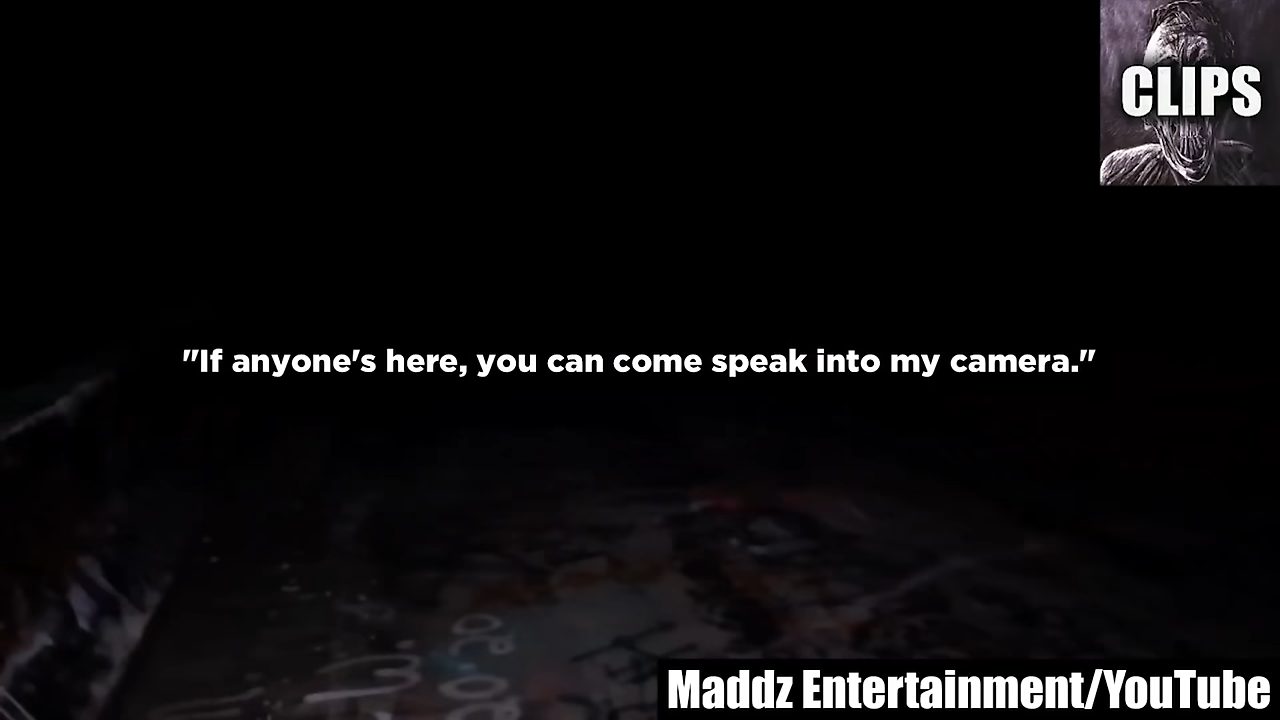 CLIPS
"If anyone's here, you can come speak into my camera."
Maddz Entertainment/YouTube